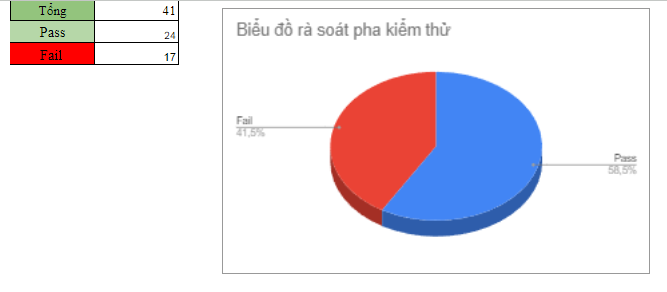 Tổng 41
Pass 24
Fail 17
Biểu đồ rà soát pha kiểm thử
Fail
41,5%
Pass
58,5%